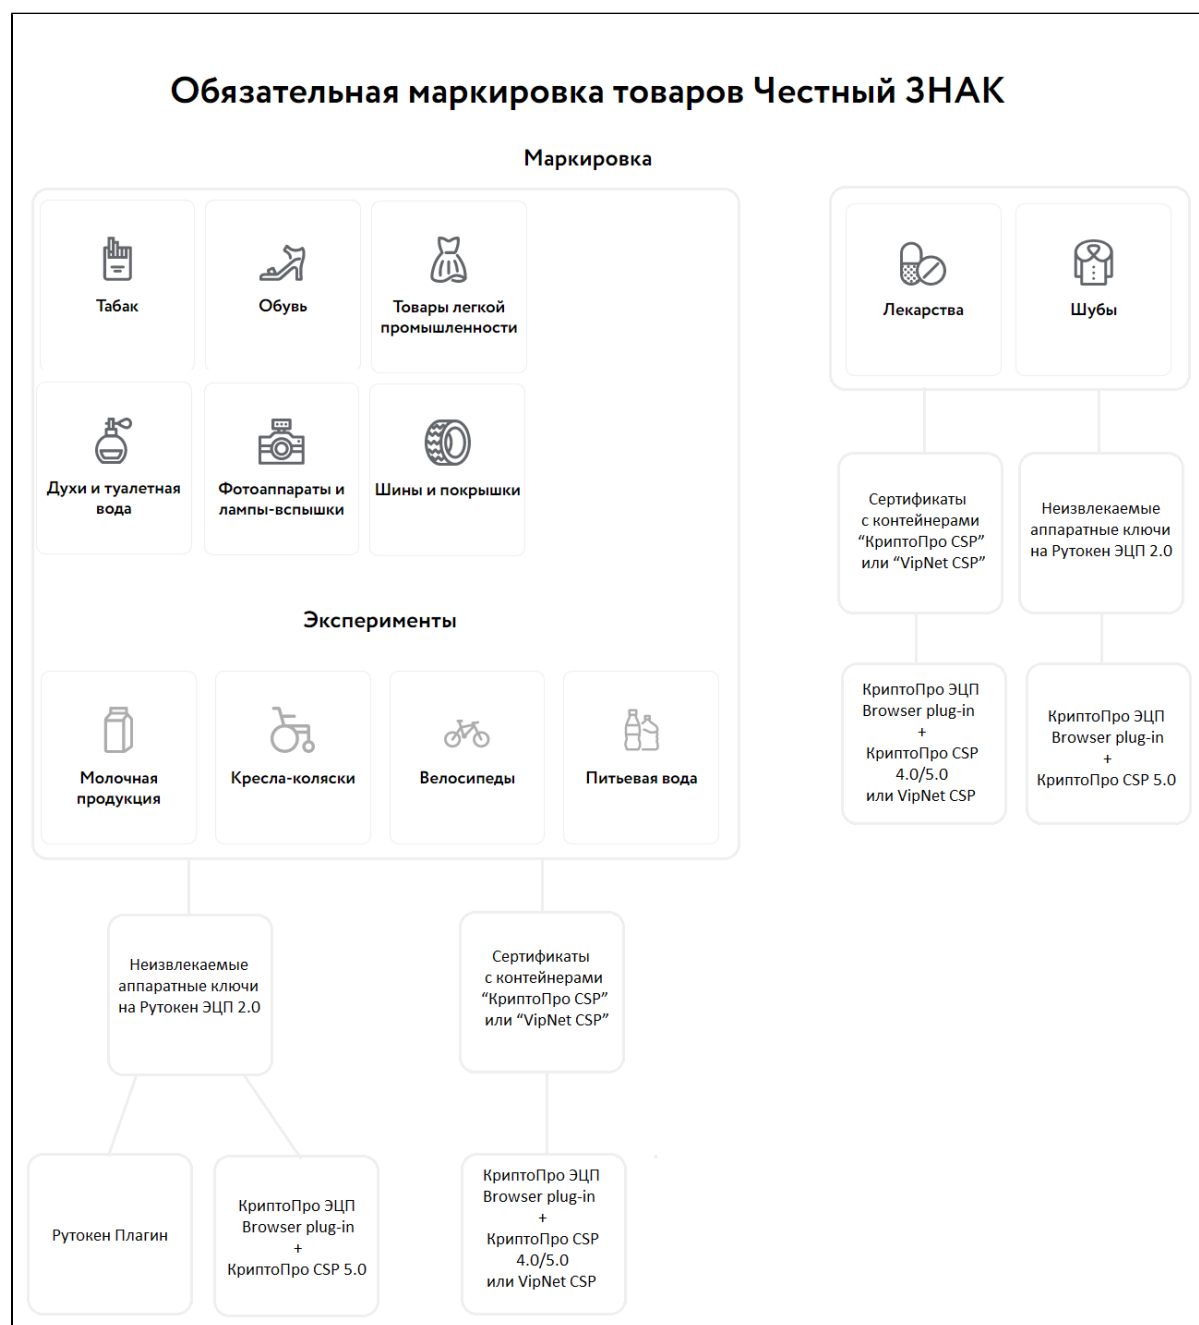 Обязательная маркировка товаров Честный ЗНАК
Маркировка
Табак
Обувь
Товары легкой
промышленности
Духи и туалетная
вода
Фотоаппараты и
лампы-вспышки
Шины и покрышки
Эксперименты
Молочная
продукция
Кресла-коляски
Велосипеды
Питьевая вода
Неизвлекаемые
аппаратные ключи
на Рутокен ЭЦП 2.0
Сертификаты
с контейнерами
“КриптоПро CSP”
или “VipNet CSP”
Рутокен Плагин
КриптоПро ЭЦП
Browser plug-in
+
КриптоПро CSP 5.0
КриптоПро ЭЦП
Browser plug-in
+
КриптоПро CSP
4.0/5.0
или VipNet CSP
Лекарства
Шубы
Сертификаты
с контейнерами
“КриптоПро CSP”
или “VipNet CSP”
Неизвлекаемые
аппаратные ключи
на Рутокен ЭЦП 2.0
КриптоПро ЭЦП
Browser plug-in
+
КриптоПро CSP
4.0/5.0
или VipNet CSP
КриптоПро ЭЦП
Browser plug-in
+
КриптоПро CSP 5.0